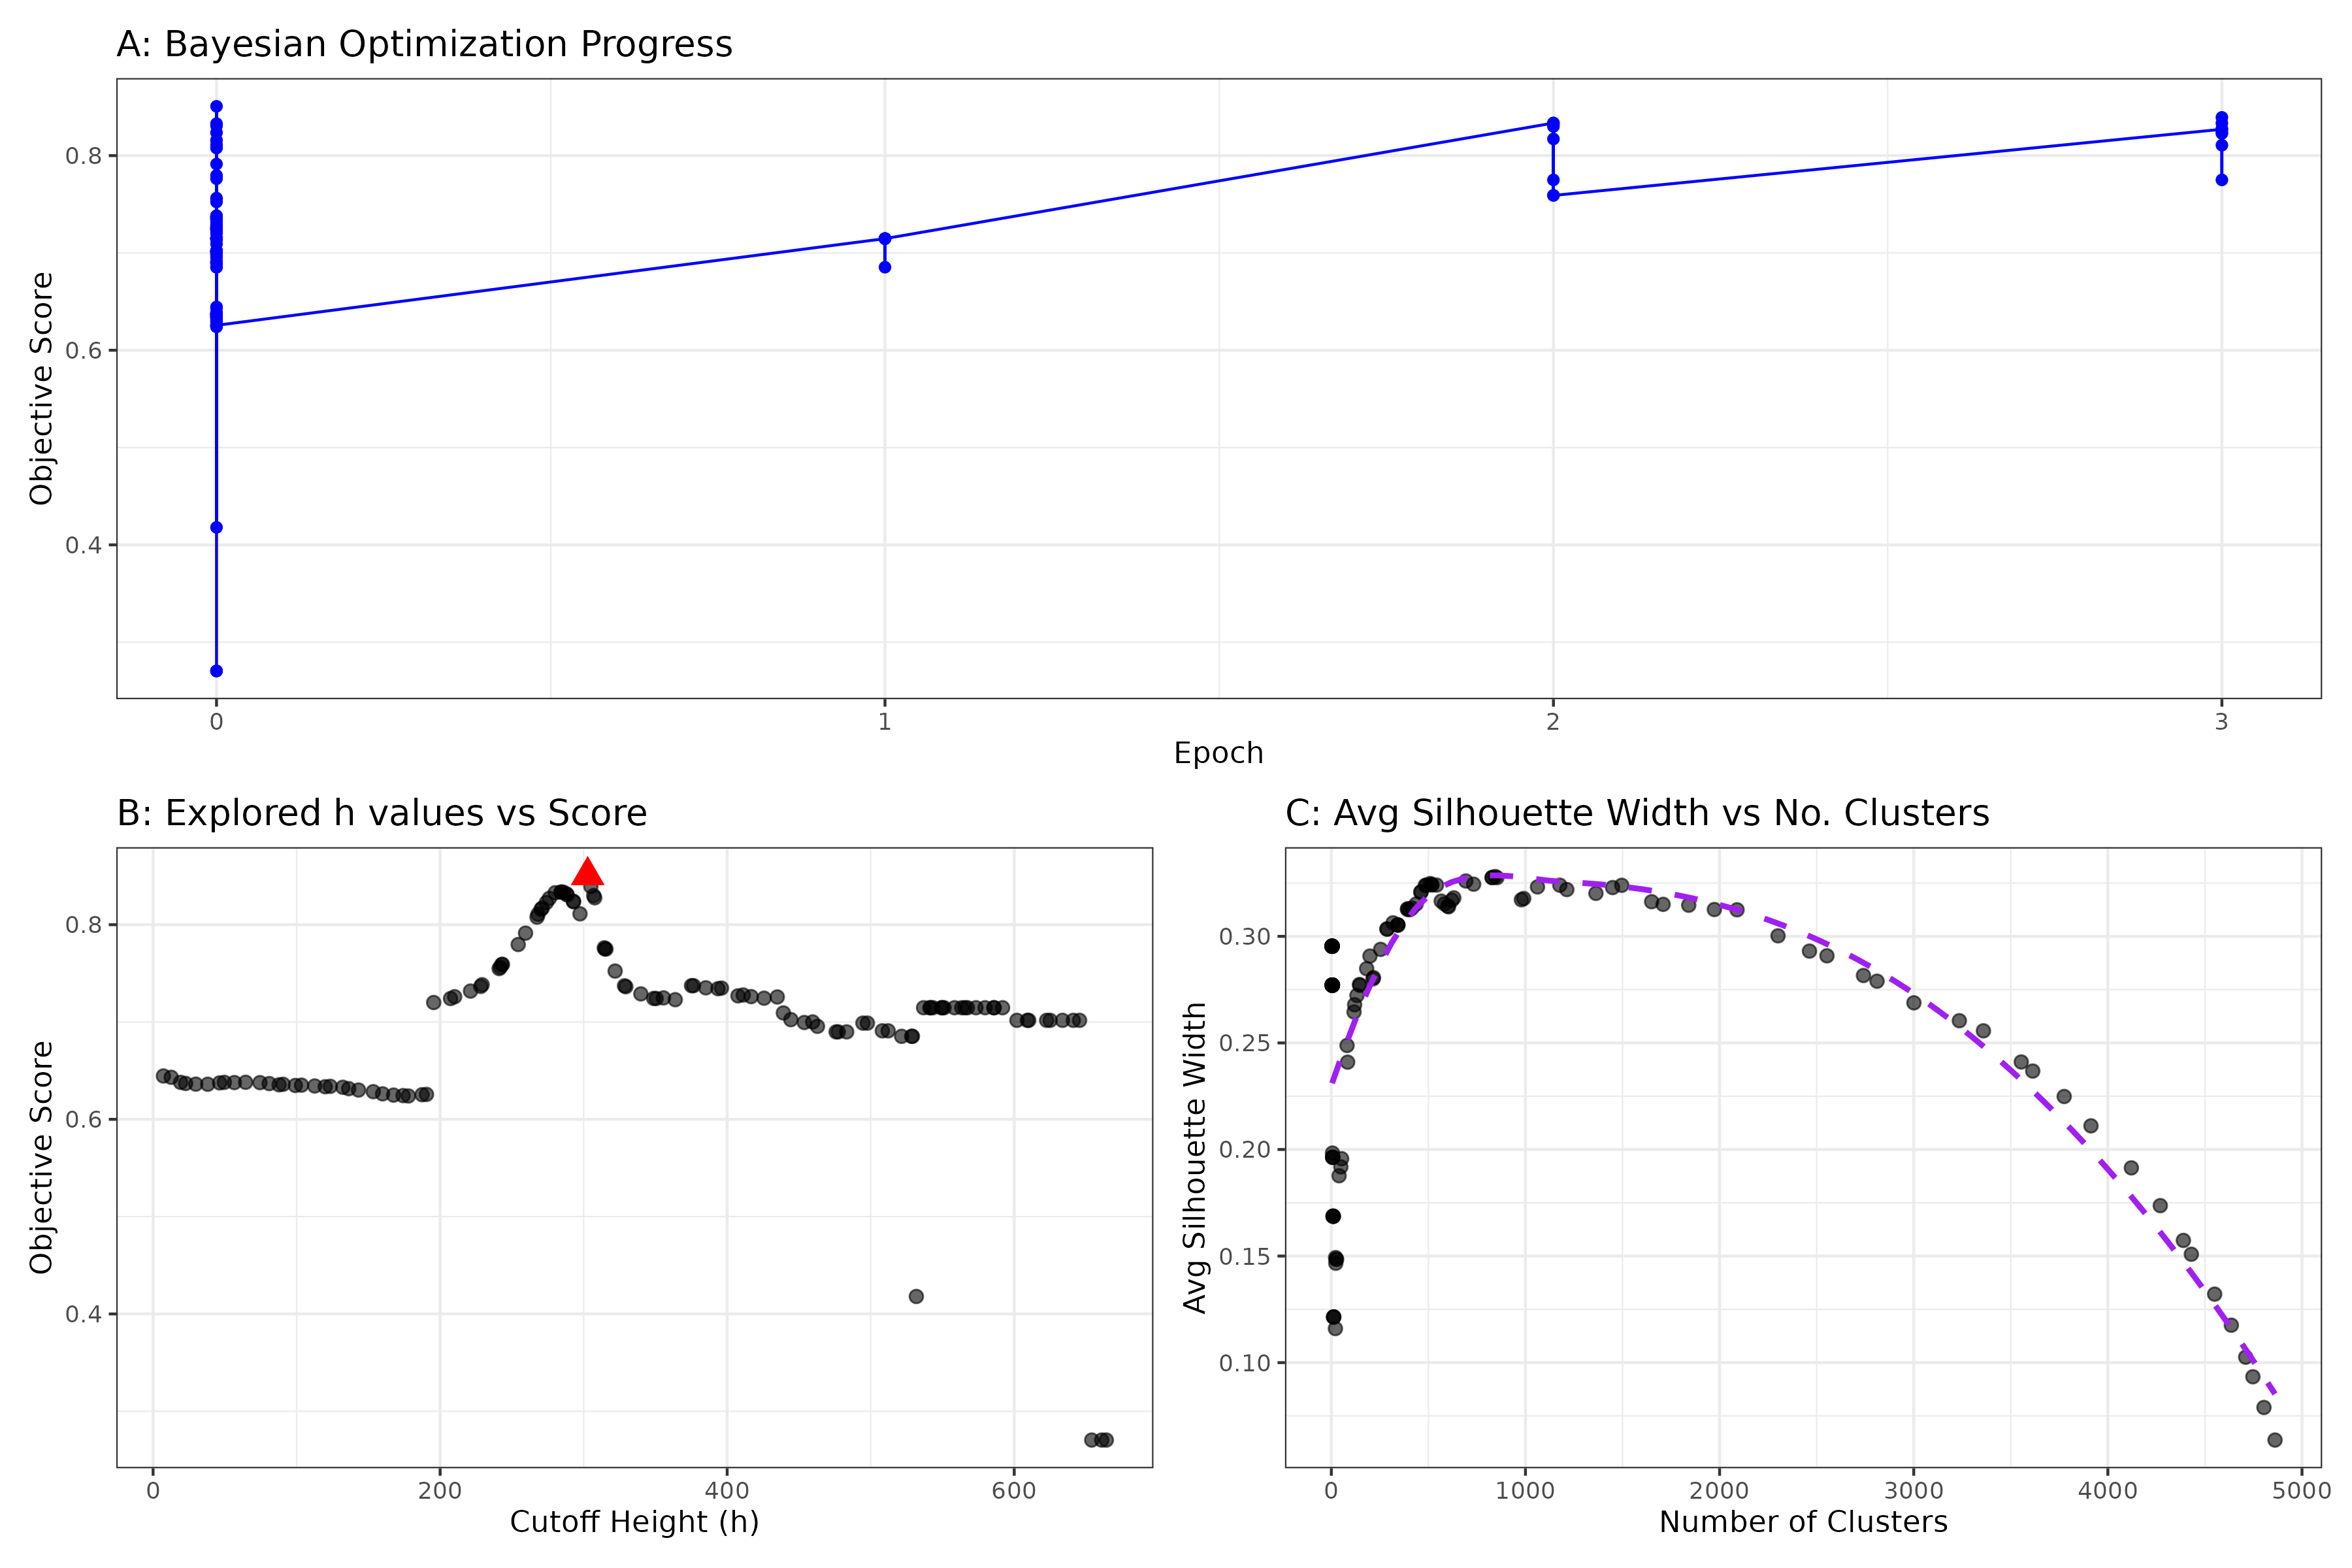 A: Bayesian Optimization Progress
Objective Score
0.8
0.6
0.4
0
1
2
3
Epoch
B: Explored h values vs Score
Objective Score
0.8
0.6
0.4
0
200
400
600
Cutoff Height (h)
C: Avg Silhouette Width vs No. Clusters
Avg Silhouette Width
0.30
0.25
0.20
0.15
0.10
0
1000
2000
3000
4000
5000
Number of Clusters